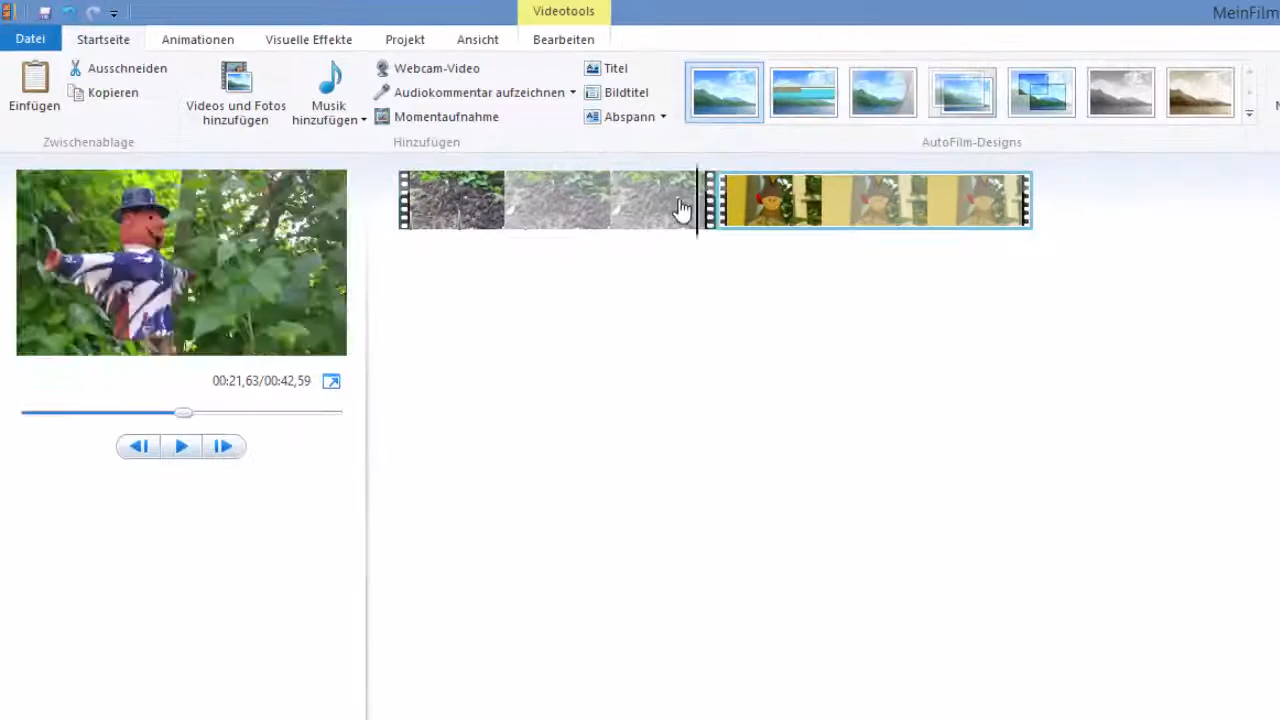 Videotools
MeinFilm
Datei Startseite Animationen Visuelle Effekte Projekt Ansicht Bearbeiten
Einfügen
Ausschneiden
Kopieren
Zwischenablage
Videos und Fotos
hinzufügen
Musik
hinzufügen
Webcam-Video
Audiokommentar aufzeichnen
Momentaufnahme
Titel
Bildtitel
Abspann
Hinzufügen
AutoFilm-Designs
00:21,63/00:42,59